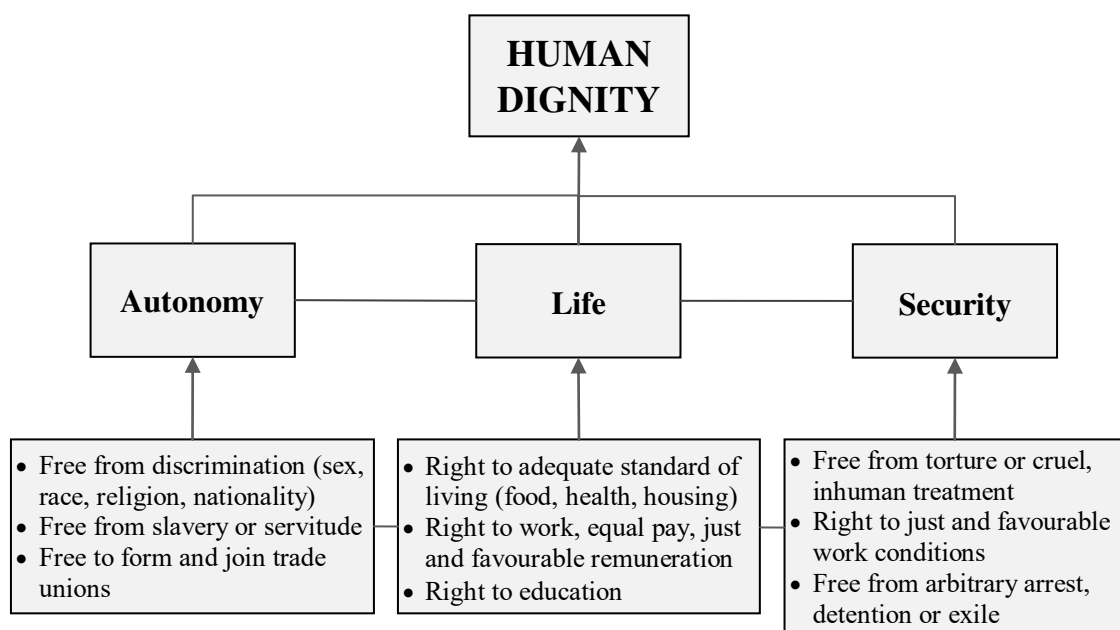 HUMAN
DIGNITY
Autonomy
Life
Security
• Free from discrimination (sex,
race, religion, nationality)
• Free from slavery or servitude
• Free to form and join trade
unions
• Right to adequate standard of
living (food, health, housing)
• Right to work, equal pay, just
and favourable remuneration
• Right to education
• Free from torture or cruel,
inhuman treatment
• Right to just and favourable
work conditions
• Free from arbitrary arrest,
detention or exile